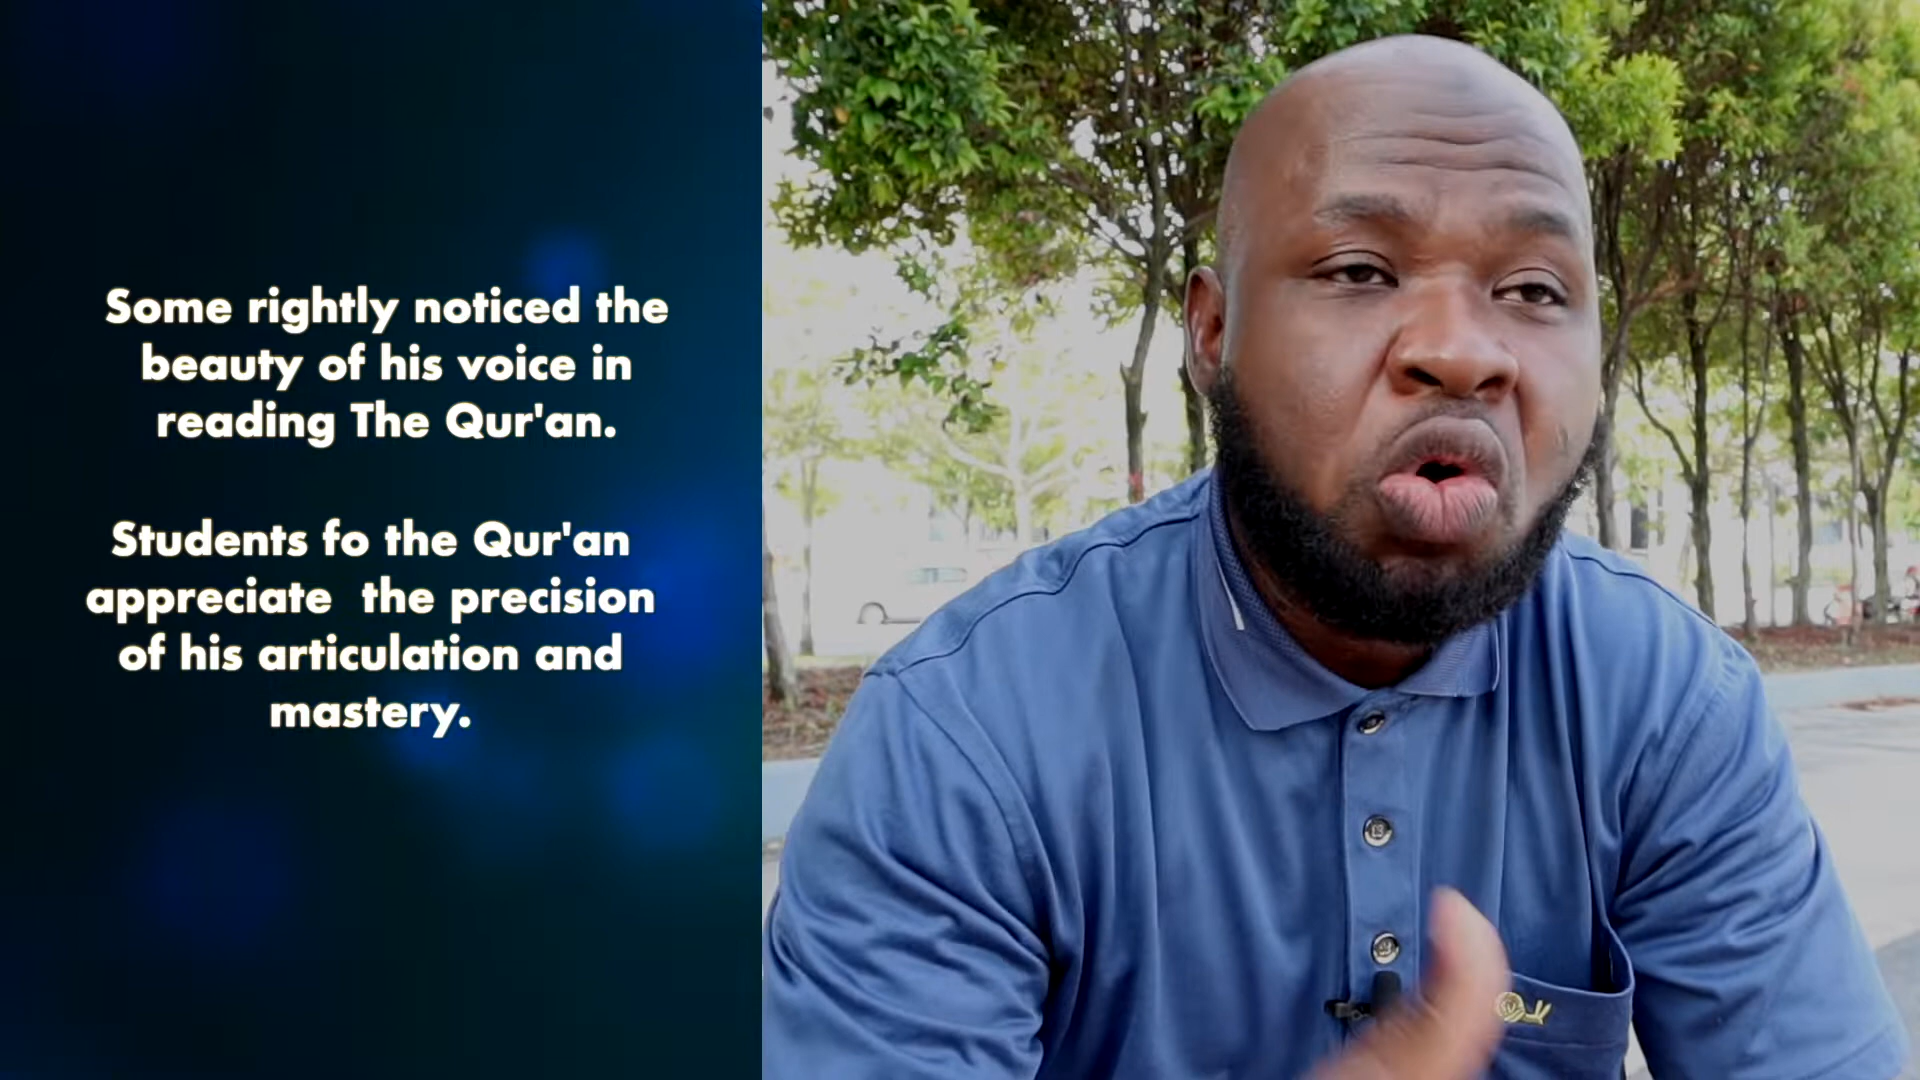 Some rightly noticed the
beauty of his voice in
reading The Qur'an.
Students fo the Qur'an
appreciate the precision
of his articulation and
mastery.